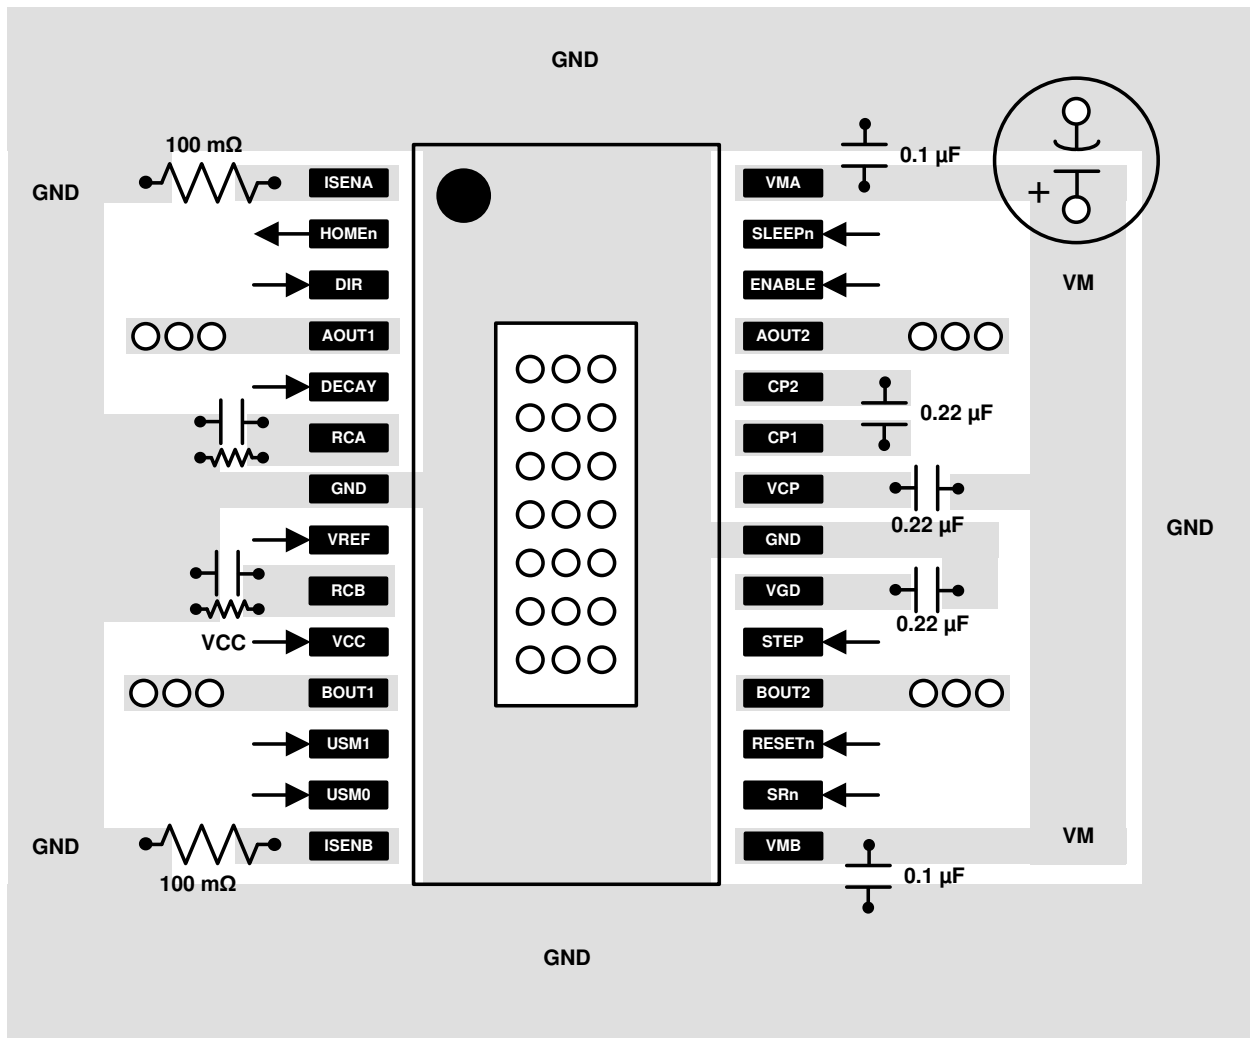 GND
100 mΩ
0.1 µF
+
GND
ISENA
VMA
HOMEn
SLEEPn
DIR
ENABLE
VM
AOUT1
AOUT2
DECAY
CP2
0.22 µF
RCA
CP1
GND
VCP
0.22 µF
GND
VREF
GND
RCB
VGD
0.22 µF
VCC
VCC
STEP
BOUT1
BOUT2
USM1
RESETn
USM0
SRn
GND
ISENB
VMB
VM
100 mΩ
0.1 µF
GND